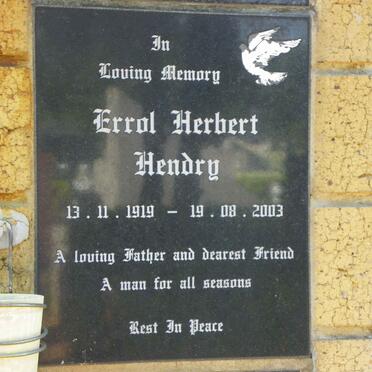 In
Loving Memory
Errol Herbert
Hendry
13 . 11 . 1919 – 19 . 08 . 2003
A loving Father and dearest Friend
A man for all seasons
Rest In Peace